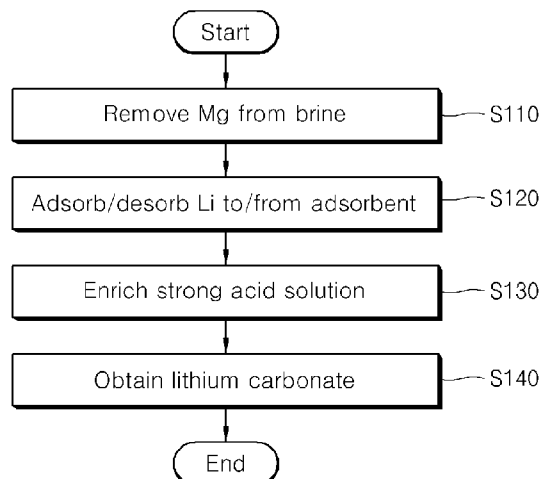 Start
Remove Mg from brine
S110
Adsorb/desorb Li to/from adsorbent
S120
Enrich strong acid solution
S130
Obtain lithium carbonate
S140
End